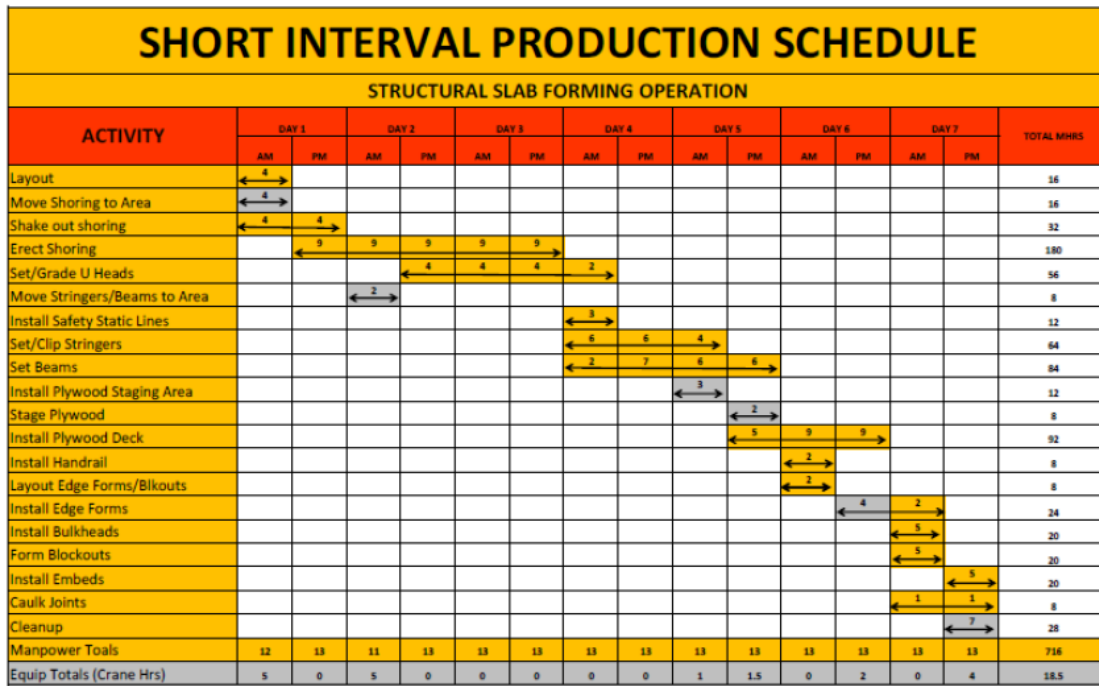 SHORT INTERVAL PRODUCTION SCHEDULE
STRUCTURAL SLAB FORMING OPERATION
ACTIVITY DAY 1 DAY 2 DAY 3 DAY 4 DAY 5 DAY 6 DAY 7 TOTAL MHRS
AM PM AM PM AM PM AM PM AM PM AM PM AM PM
Layout 4 16
Move Shoring to Area 4 16
Shake out shoring 4 4 32
Erect Shoring 9 9 9 9 9 180
Set/Grade U Heads 4 4 4 2 56
Move Stringers/Beams to Area 2 8
Install Safety Static Lines 3 12
Set/Clip Stringers 6 6 4 64
Set Beams 2 7 6 6 84
Install Plywood Staging Area 3 12
Stage Plywood 2 8
Install Plywood Deck 5 9 9 92
Install Handrail 2 8
Layout Edge Forms/Blkouts 2 8
Install Edge Forms 4 2 24
Install Bulkheads 5 20
Form Blockouts 5 20
Install Embeds 5 20
Caulk Joints 1 1 8
Cleanup 7 28
Manpower Toals 12 13 11 13 13 13 13 13 13 13 13 13 13 13 716
Equip Totals (Crane Hrs) 5 0 5 0 0 0 0 0 1 1.5 0 2 0 4 18.5